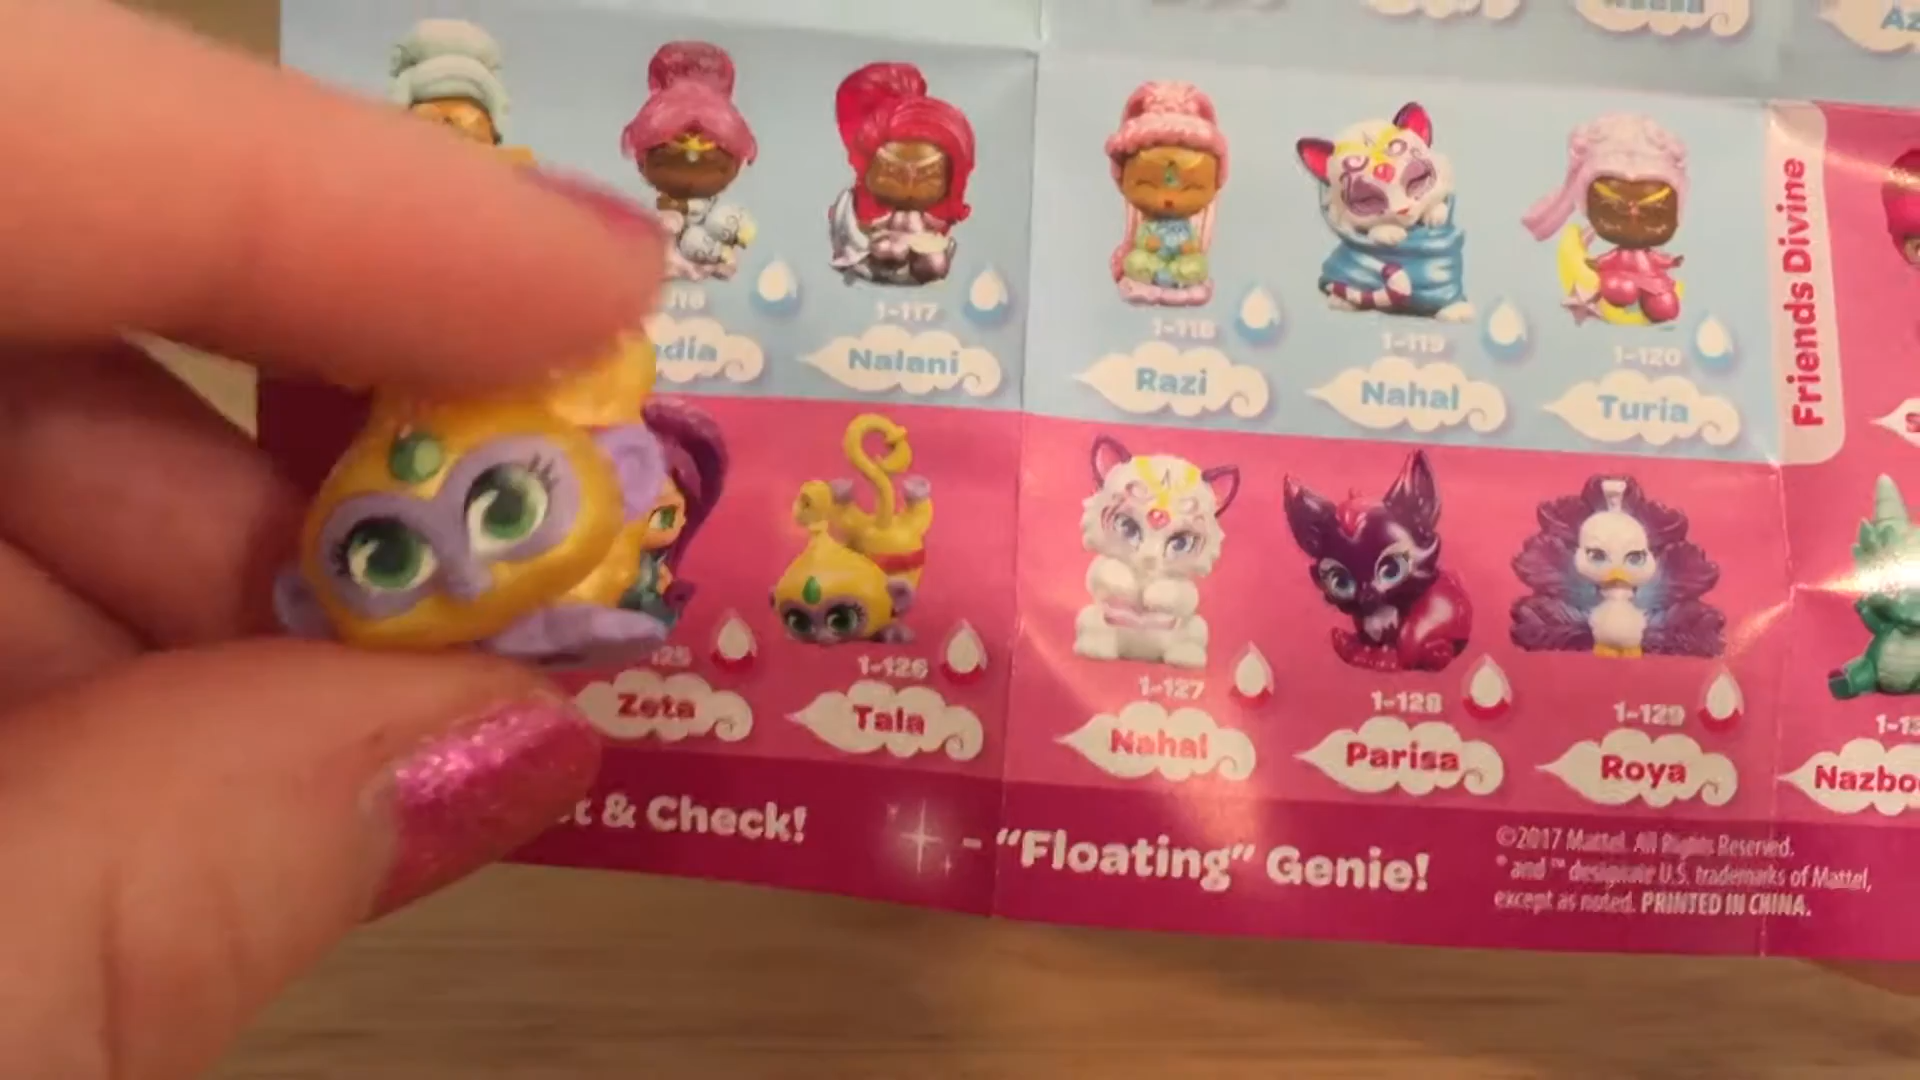 Az
1-117
Nalani
1-118
Razi
1-119
Nahal
1-120
Turia
Friends Divine
Zeta
1-126
Tala
1-127
Nahal
1-128
Parisa
1-129
Roya
& Check!
- "Floating" Genie!
©2017 Mattel. All Rights Reserved.
® and ™ designate U.S. trademarks of Mattel,
except as noted. PRINTED IN CHINA.